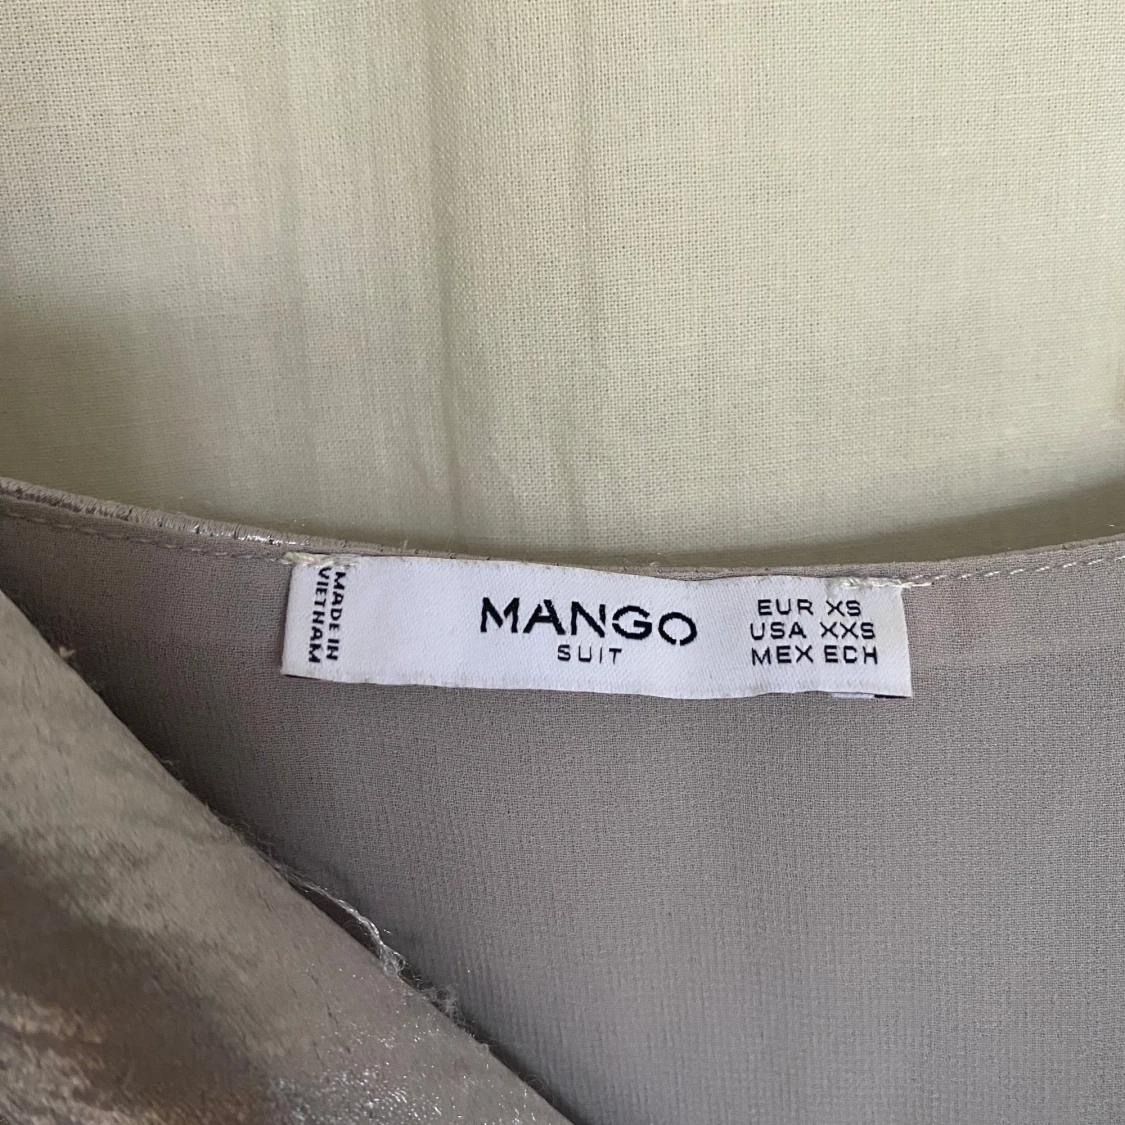 MADE IN
VIETNAM
MANGO
SUIT
EUR XS
USA XXS
MEX ECH